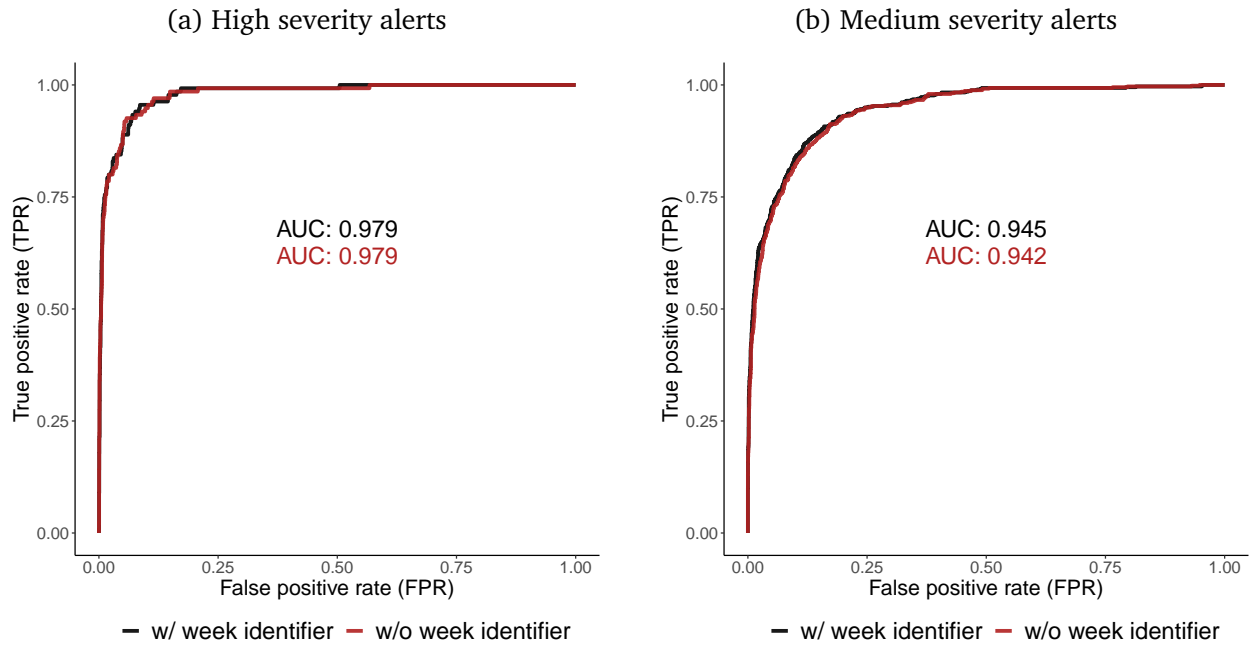 (a) High severity alerts
1.00
0.75
0.50
0.25
0.00
True positive rate (TPR)
AUC: 0.979
AUC: 0.979
0.00 0.25 0.50 0.75 1.00
False positive rate (FPR)
w/ week identifier w/o week identifier
(b) Medium severity alerts
1.00
0.75
0.50
0.25
0.00
True positive rate (TPR)
AUC: 0.945
AUC: 0.942
0.00 0.25 0.50 0.75 1.00
False positive rate (FPR)
w/ week identifier w/o week identifier